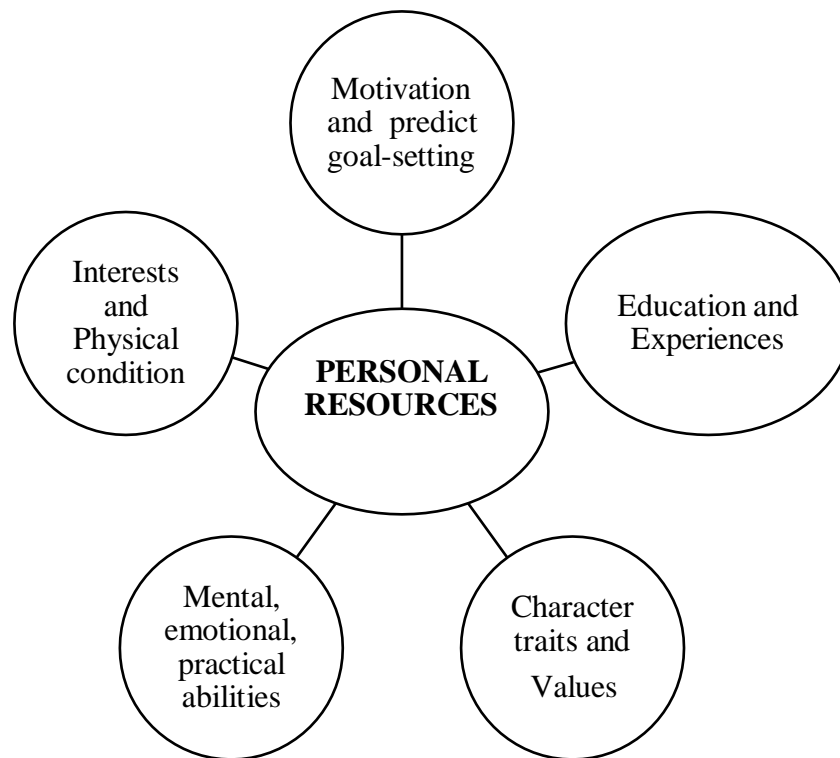 Motivation
and predict
goal-setting
Interests
and
Physical
condition
Education and
Experiences
PERSONAL
RESOURCES
Mental,
emotional,
practical
abilities
Character
traits and
Values